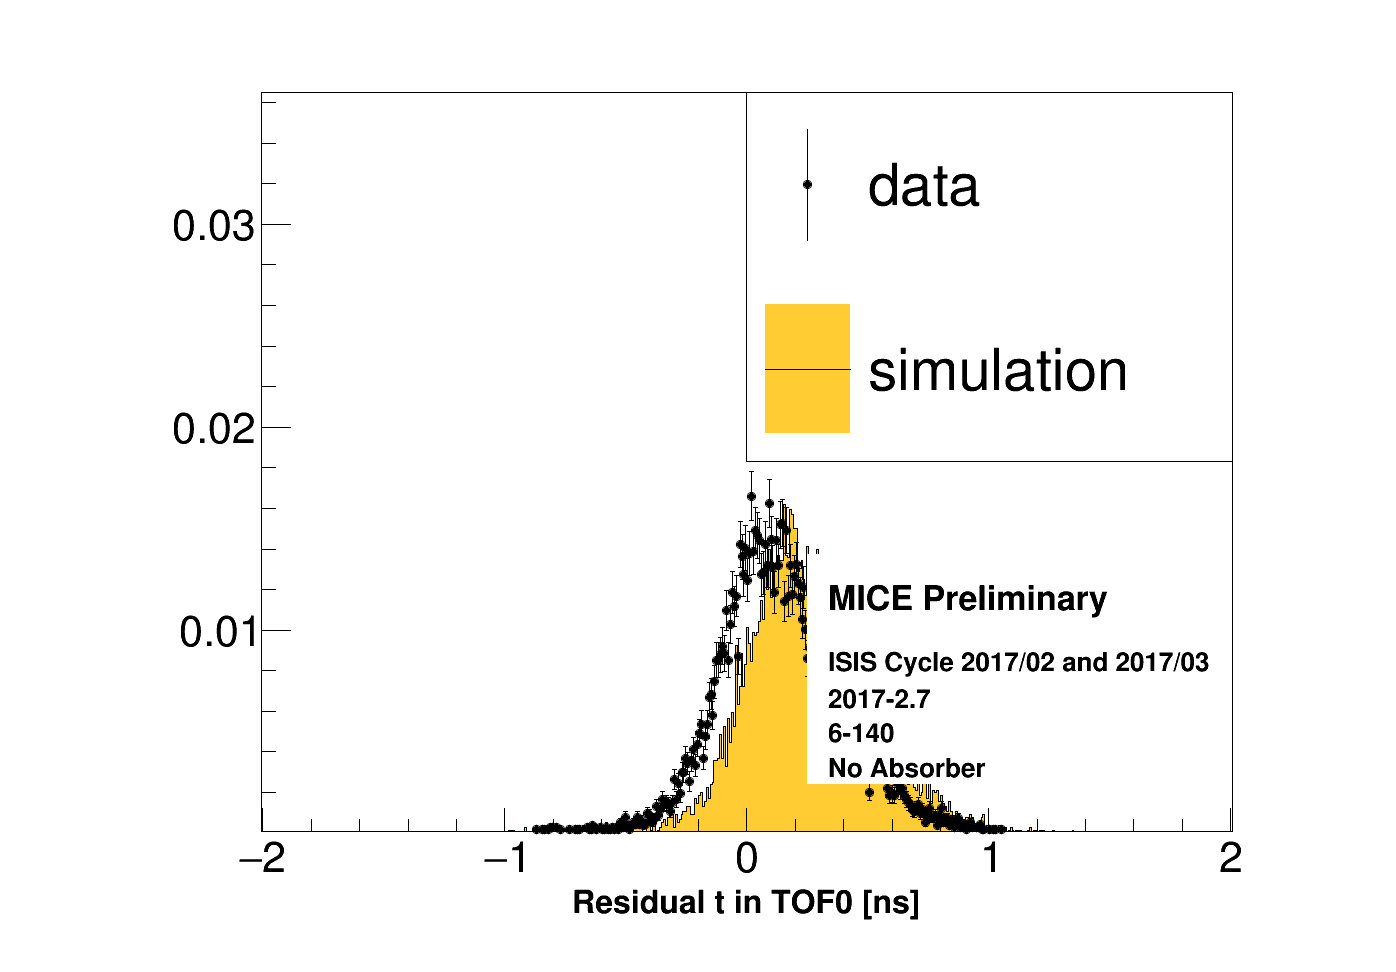 data
simulation
0.03
0.02
0.01
MICE Preliminary
ISIS Cycle 2017/02 and 2017/03
2017-2.7
6-140
No Absorber
−2 −1 0 1 2
Residual t in TOF0 [ns]